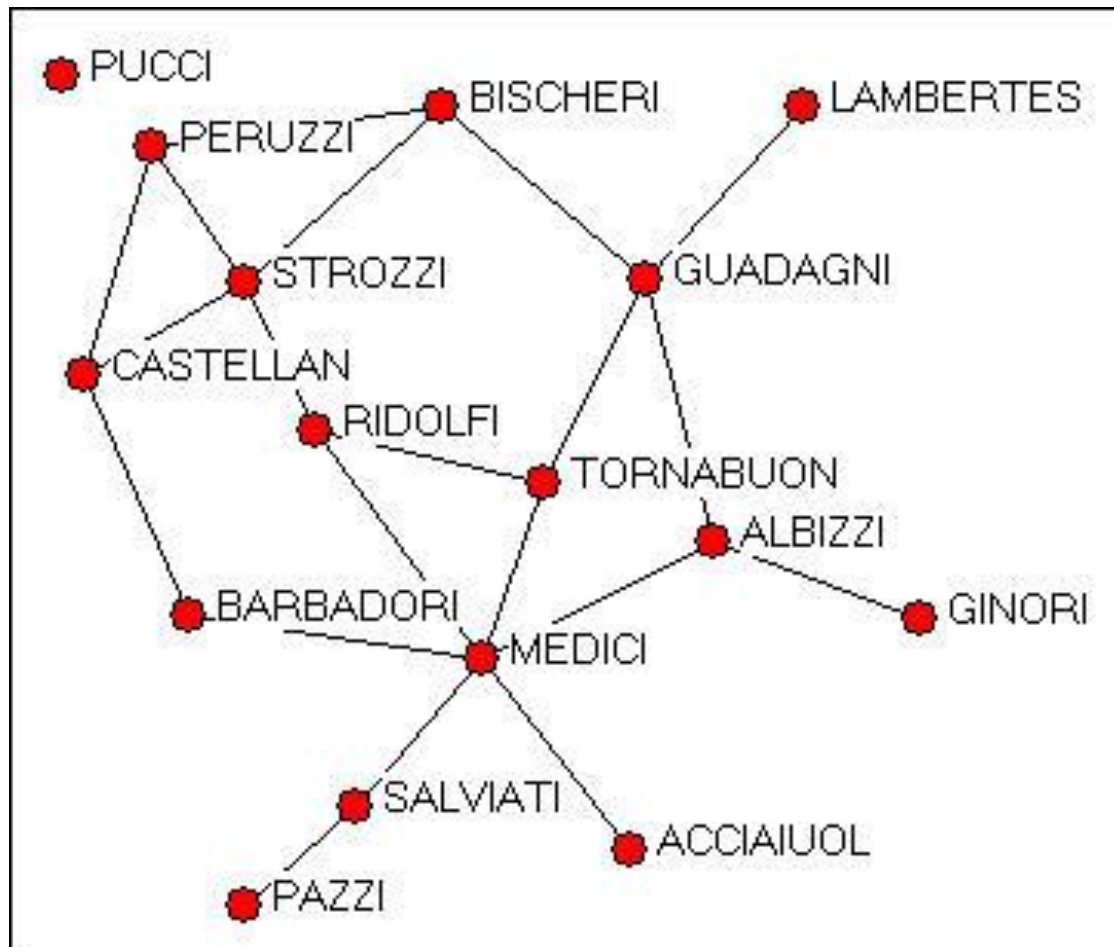 PUCCI
BISCHERI
LAMBERTES
PERUZZI
STROZZI
GUADAGNI
CASTELLAN
RIDOLFI
TORNABUON
ALBIZZI
BARBADORI
GINORI
MEDICI
SALVIATI
ACCIAIUOL
PAZZI